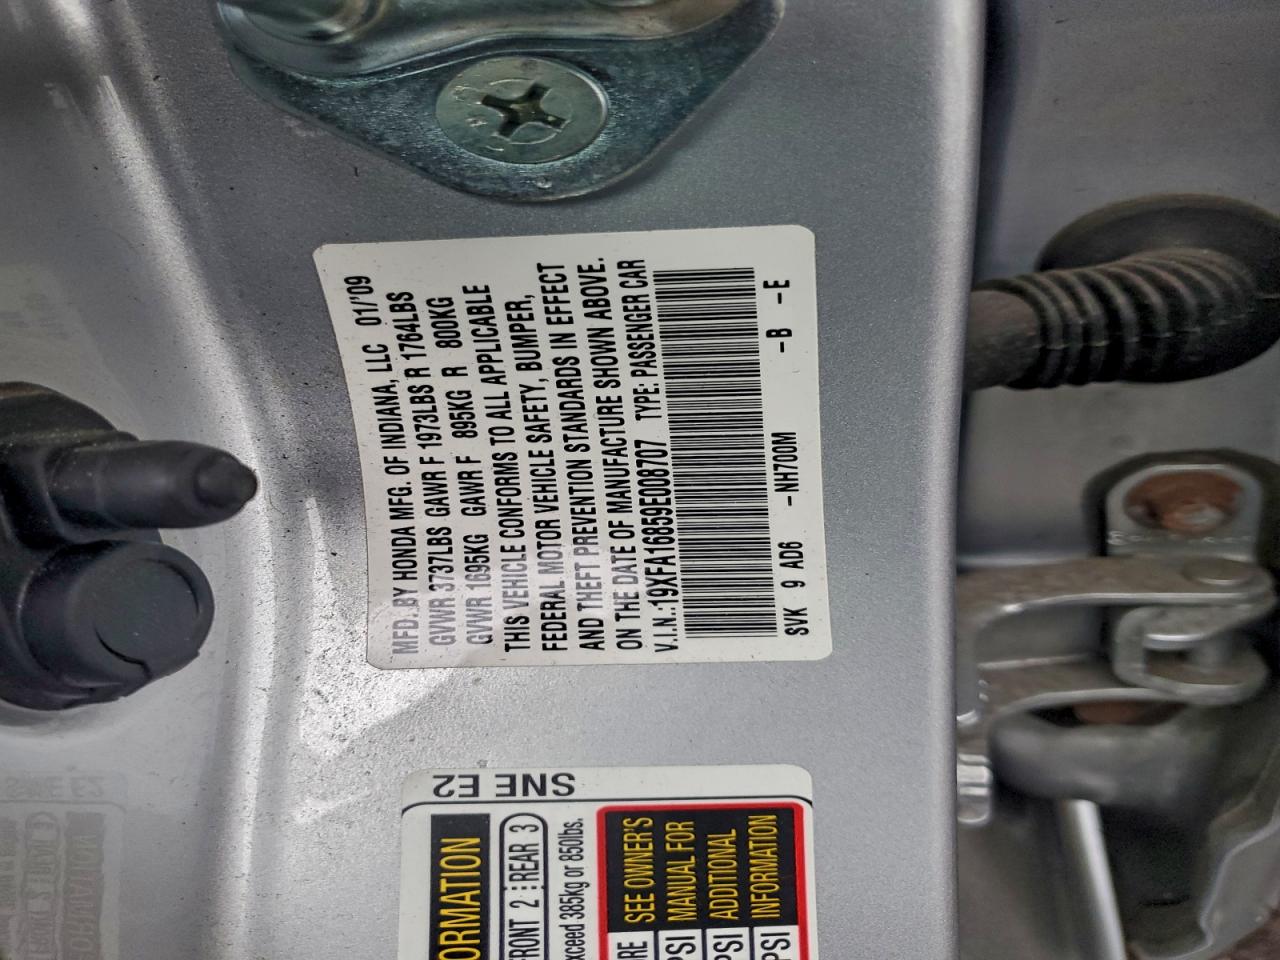 MFD. BY HONDA MFG. OF INDIANA, LLC 01/'09
GVWR 3737LBS GAWR F 1973LBS R 1764LBS
GVWR 1695KG GAWR F 895KG R 800KG
THIS VEHICLE CONFORMS TO ALL APPLICABLE
FEDERAL MOTOR VEHICLE SAFETY, BUMPER,
AND THEFT PREVENTION STANDARDS IN EFFECT
ON THE DATE OF MANUFACTURE SHOWN ABOVE.
V.I.N.:19XFA16859E008707 TYPE: PASSENGER CAR
SVK 9 AD6 -NH700M -B -E
SNE E2
ORMATION
FRONT 2 REAR 3
xceed 385kg or 850lbs.
SEE OWNER'S
MANUAL FOR
ADDITIONAL
INFORMATION
URE
PSI
PSI
PSI